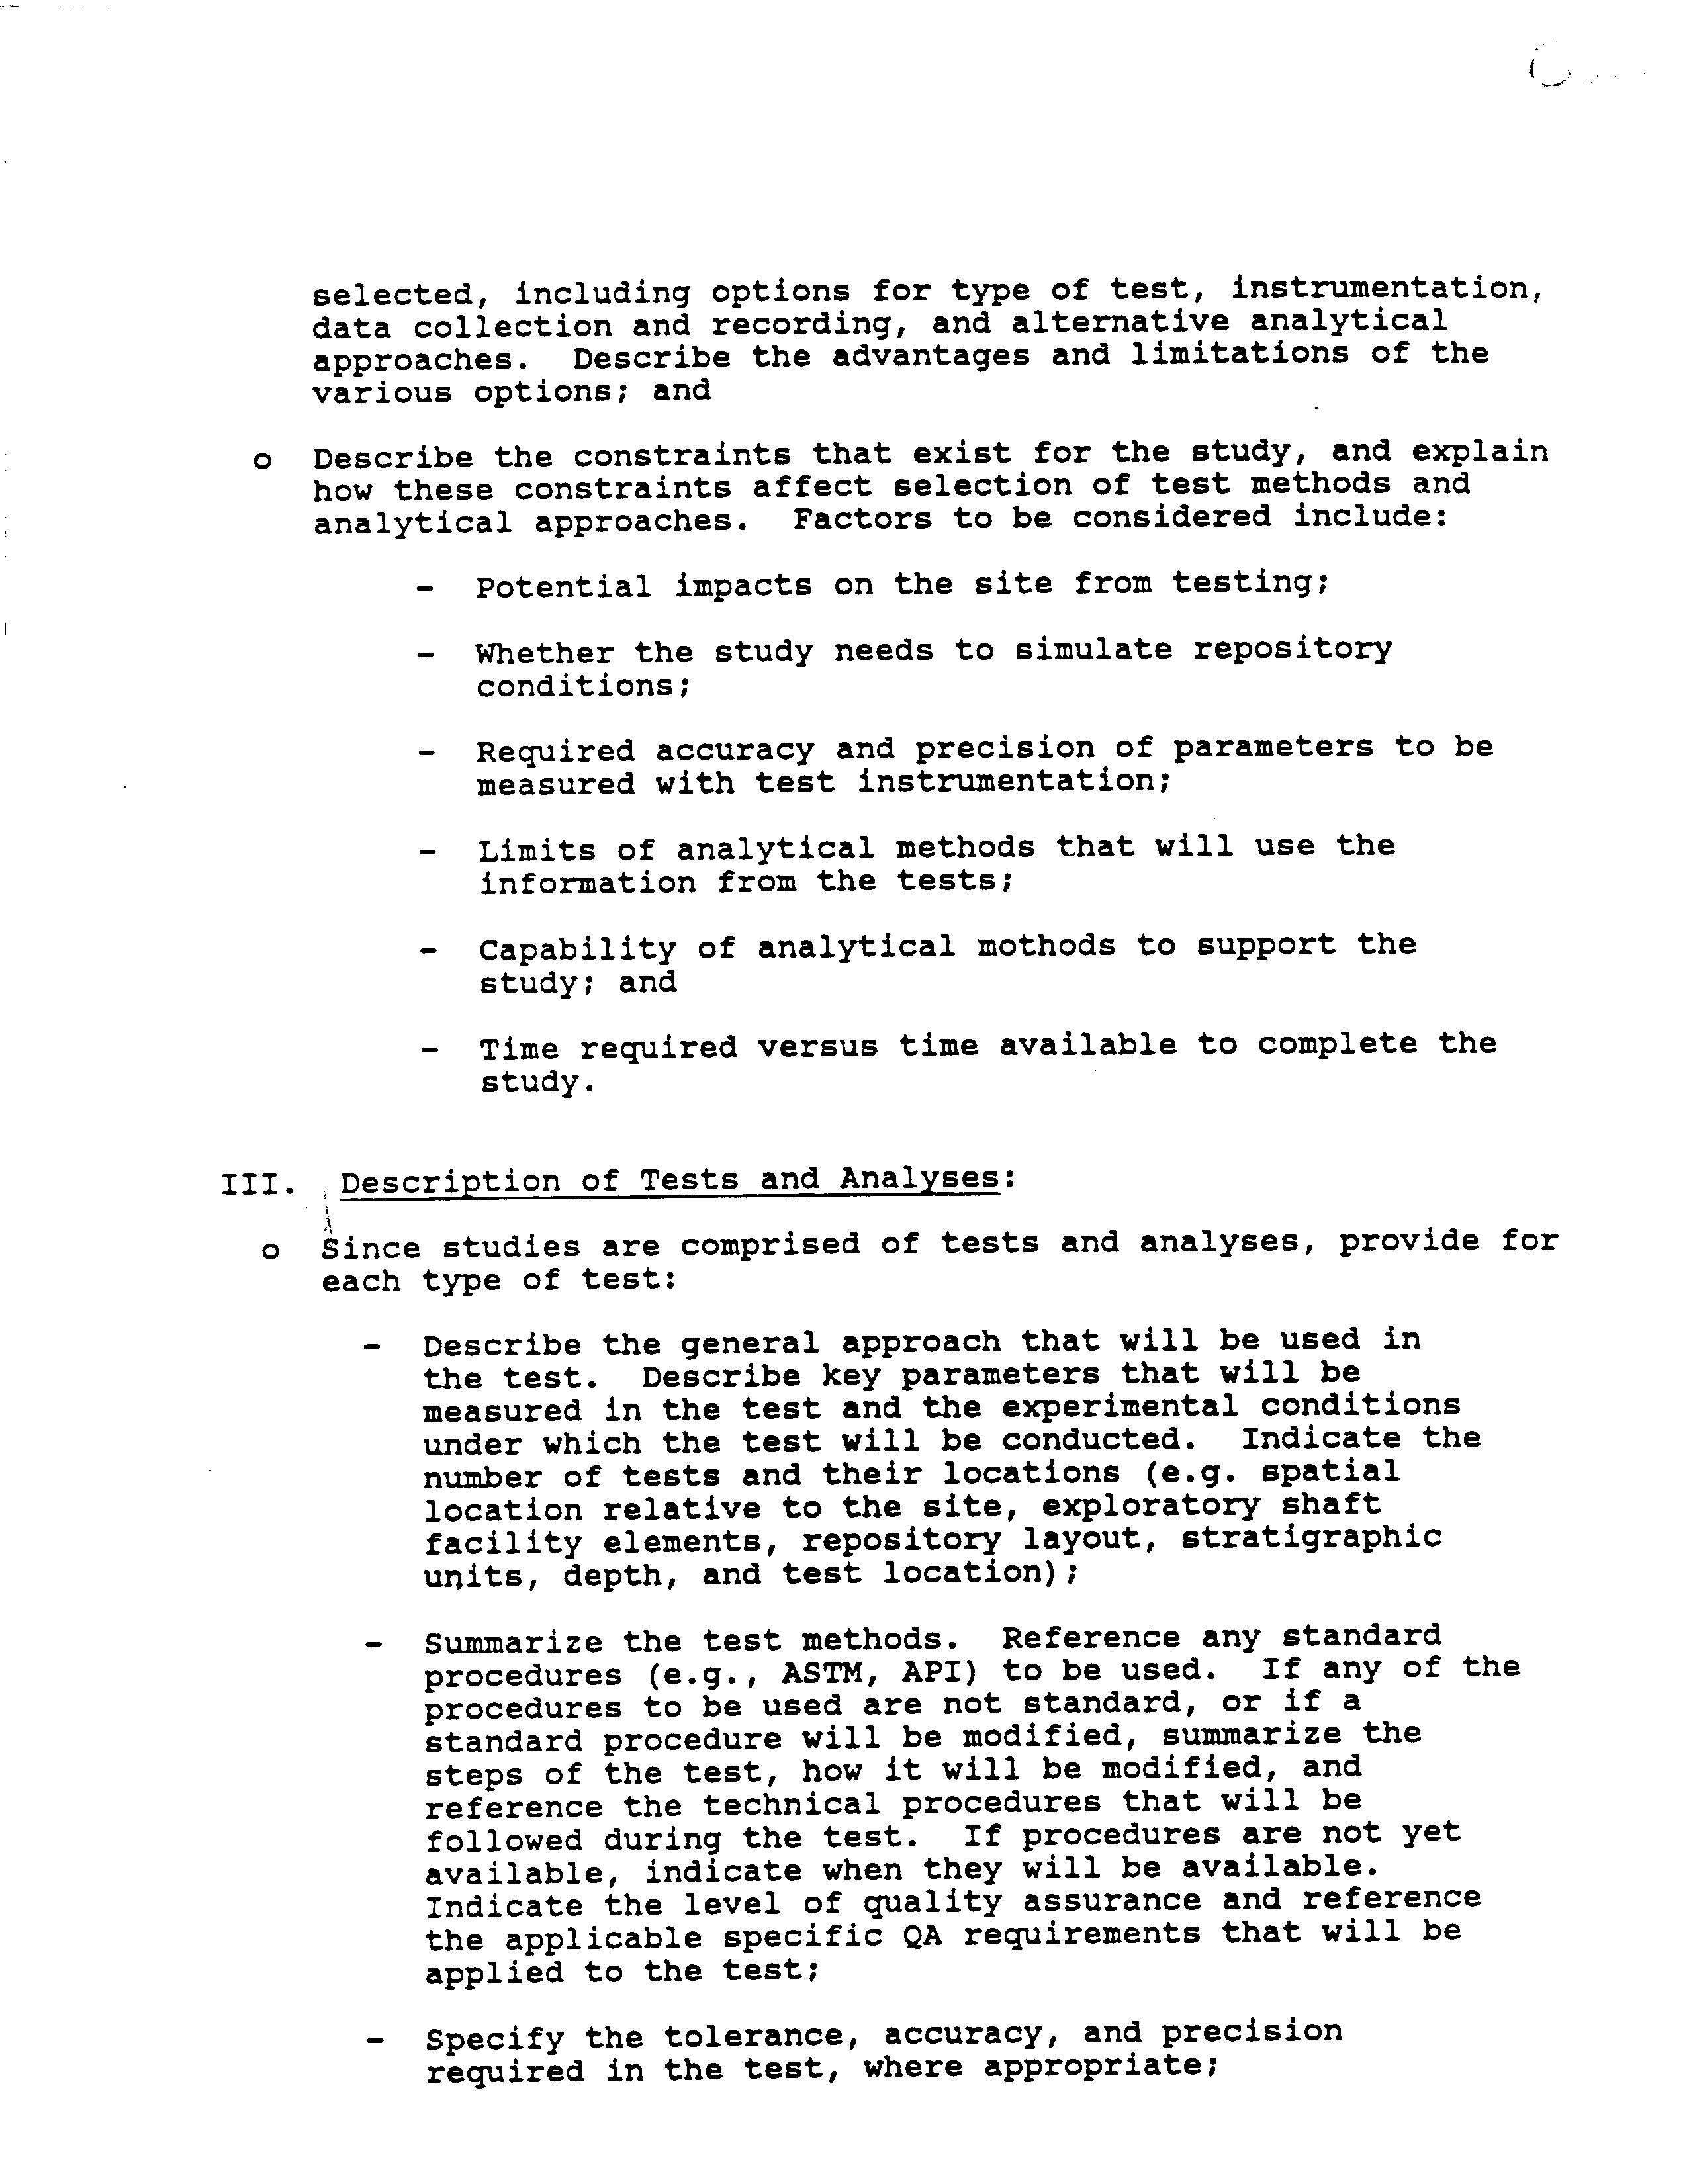 selected, including options for type of test, instrumentation,
data collection and recording, and alternative analytical
approaches. Describe the advantages and limitations of the
various options; and
o Describe the constraints that exist for the study, and explain
how these constraints affect selection of test methods and
analytical approaches. Factors to be considered include:
- Potential impacts on the site from testing;
- Whether the study needs to simulate repository
conditions;
- Required accuracy and precision of parameters to be
measured with test instrumentation;
- Limits of analytical methods that will use the
information from the tests;
- Capability of analytical mothods to support the
study; and
- Time required versus time available to complete the
study.
III. Description of Tests and Analyses:
o Since studies are comprised of tests and analyses, provide for
each type of test:
- Describe the general approach that will be used in
the test. Describe key parameters that will be
measured in the test and the experimental conditions
under which the test will be conducted. Indicate the
number of tests and their locations (e.g. spatial
location relative to the site, exploratory shaft
facility elements, repository layout, stratigraphic
units, depth, and test location);
- Summarize the test methods. Reference any standard
procedures (e.g., ASTM, API) to be used. If any of the
procedures to be used are not standard, or if a
standard procedure will be modified, summarize the
steps of the test, how it will be modified, and
reference the technical procedures that will be
followed during the test. If procedures are not yet
available, indicate when they will be available.
Indicate the level of quality assurance and reference
the applicable specific QA requirements that will be
applied to the test;
- Specify the tolerance, accuracy, and precision
required in the test, where appropriate;